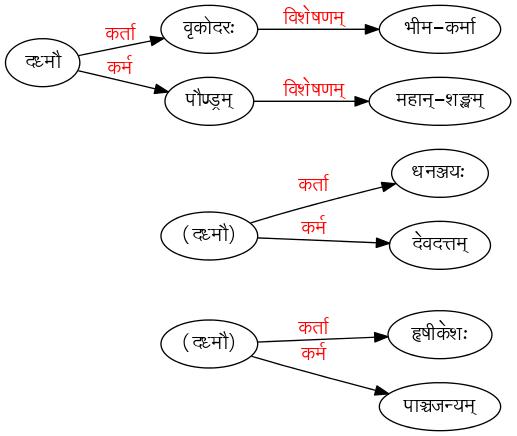 कर्ता वृकोदरः विशेषणम् भीम-कर्मा
दध्मौ
कर्म पौण्ड्रम् विशेषणम् महान्-शङ्खम्
कर्ता धनञ्जयः
(दध्मौ)
कर्म देवदत्तम्
कर्ता हृषीकेशः
(दध्मौ)
कर्म
पाञ्चजन्यम्